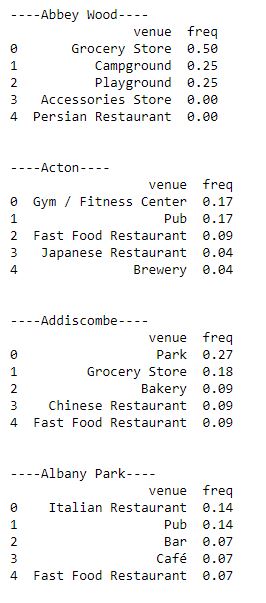 ----Abbey Wood----
                venue  freq
0       Grocery Store  0.50
1          Campground  0.25
2          Playground  0.25
3   Accessories Store  0.00
4  Persian Restaurant  0.00
----Acton----
                  venue  freq
0  Gym / Fitness Center  0.17
1                   Pub  0.17
2  Fast Food Restaurant  0.09
3   Japanese Restaurant  0.04
4               Brewery  0.04
----Addiscombe----
                  venue  freq
0                  Park  0.27
1         Grocery Store  0.18
2                Bakery  0.09
3    Chinese Restaurant  0.09
4  Fast Food Restaurant  0.09
----Albany Park----
                  venue  freq
0    Italian Restaurant  0.14
1                   Pub  0.14
2                   Bar  0.07
3                  Café  0.07
4  Fast Food Restaurant  0.07